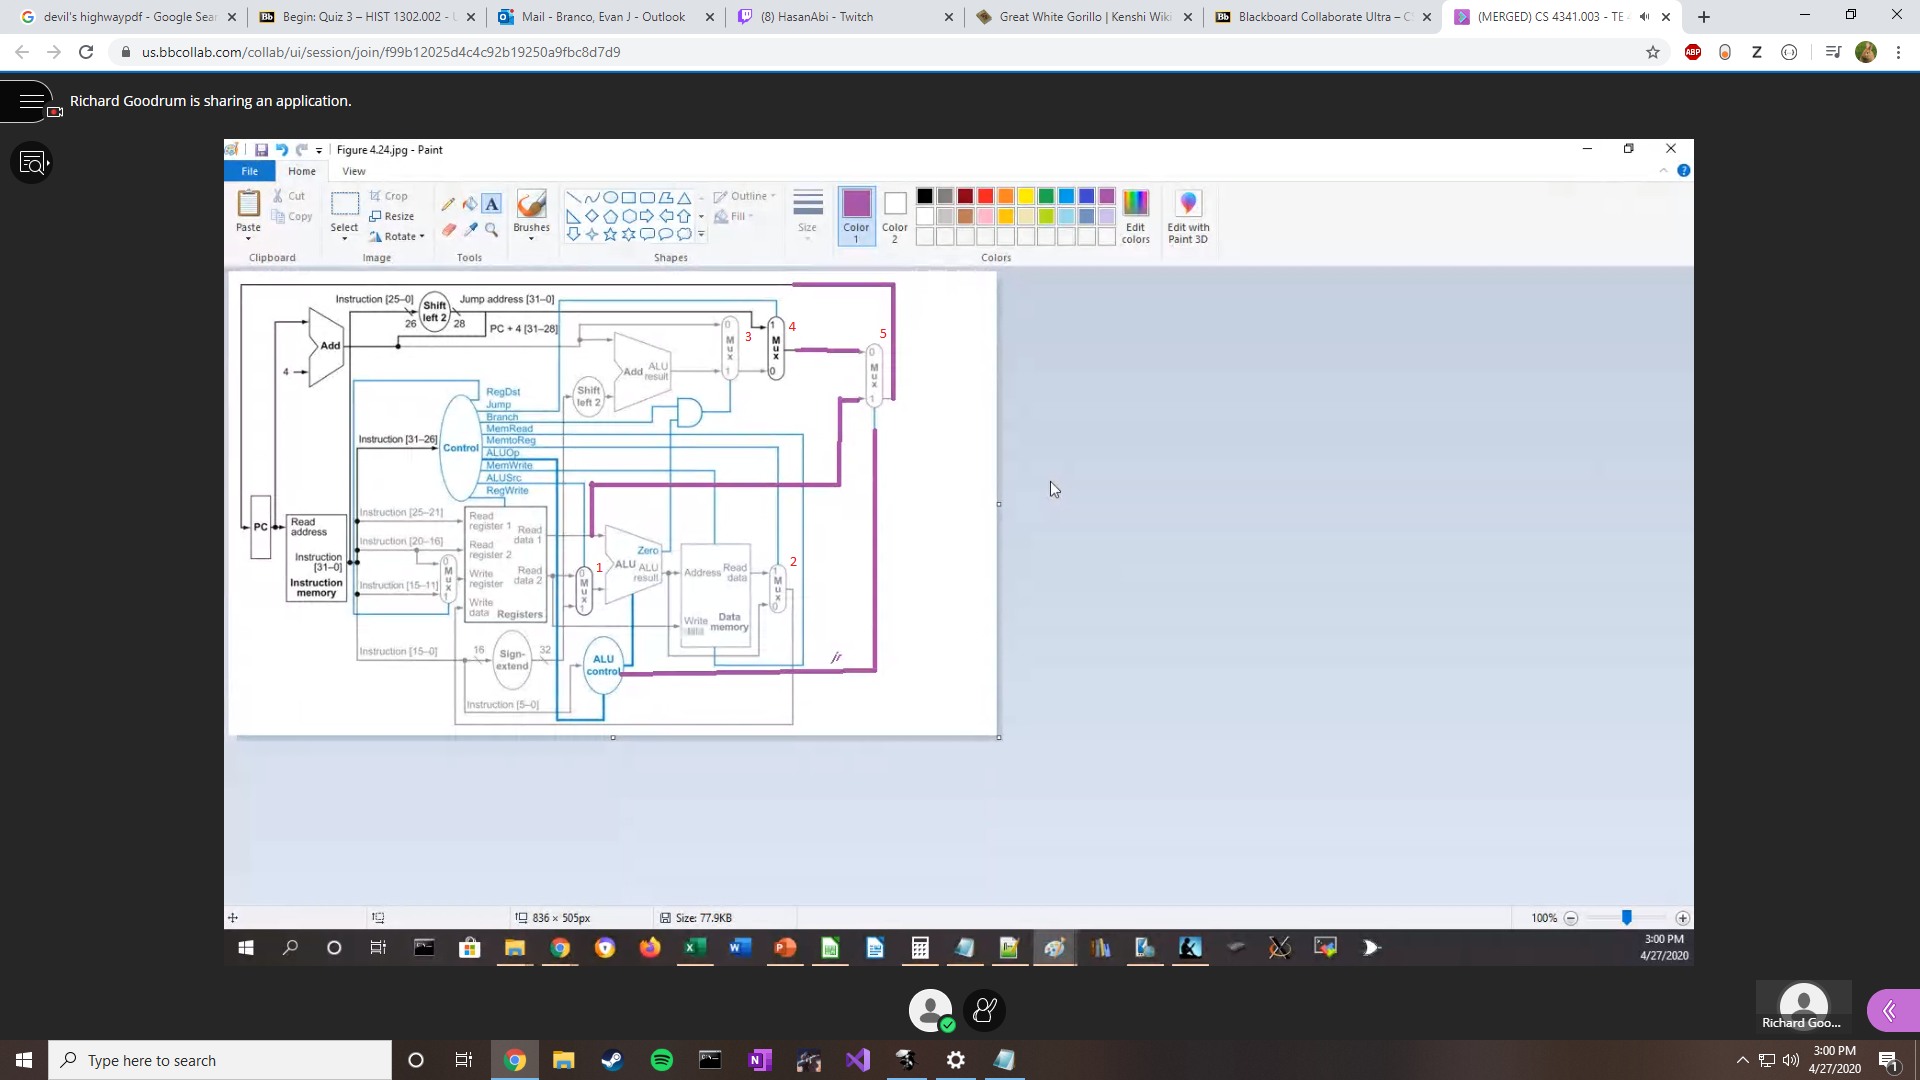 devil's highwaypdf - Google Sear
Begin: Quiz 3 – HIST 1302.002 - U
Mail - Branco, Evan J - Outlook
(8) HasanAbi - Twitch
Great White Gorillo | Kenshi Wiki
Blackboard Collaborate Ultra – CS
(MERGED) CS 4341.003 - TE
us.bbcollab.com/collab/ui/session/join/f99b12025d4c4c92b19250a9fbc8d7d9
Richard Goodrum is sharing an application.
Figure 4.24.jpg - Paint
File Home View
Paste
Cut
Copy
Clipboard
Select
Crop
Resize
Rotate
Image
Tools
Brushes
Shapes
Outline
Fill
Size
Color 1
Color 2
Colors
Edit colors
Edit with Paint 3D
Instruction [25–0]
Shift left 2
Jump address [31–0]
26 28
PC + 4 [31–28]
Add
4
Add ALU result
Shift left 2
0 M u x 1
3
1 M u x 0
4
0 M u x 1
5
RegDst
Jump
Branch
MemRead
MemtoReg
ALUOp
MemWrite
ALUSrc
RegWrite
Instruction [31–26]
Control
PC
Read address
Instruction [31–0]
Instruction memory
Instruction [25–21]
Instruction [20–16]
Instruction [15–11]
0 M u x 1
Read register 1
Read register 2
Write register
Write data
Read data 1
Read data 2
Registers
0 M u x 1
1
Zero
ALU ALU result
Address
Read data
Write
Data memory
1 M u x 0
2
Instruction [15–0]
16
Sign-extend
32
ALU control
Instruction [5–0]
jr
836 × 505px
Size: 77.9KB
100%
3:00 PM
4/27/2020
Richard Goo...
Type here to search
3:00 PM
4/27/2020